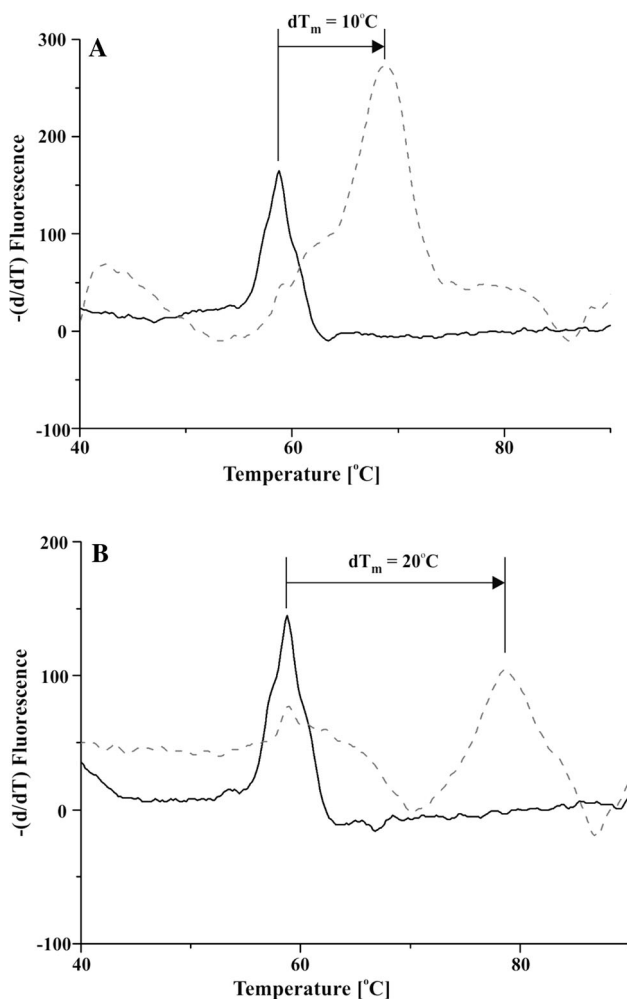 A
dTm = 10°C
300
200
100
0
-100
-(d/dT) Fluorescence
40
60
80
Temperature [°C]
B
dTm = 20°C
200
100
0
-100
-(d/dT) Fluorescence
40
60
80
Temperature [°C]